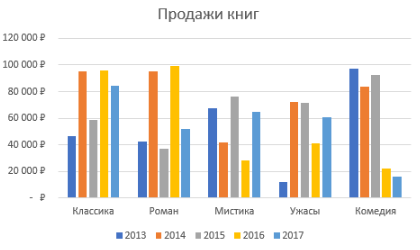 Продажи книг
120 000 ₽
100 000 ₽
80 000 ₽
60 000 ₽
40 000 ₽
20 000 ₽
- ₽
Классика Роман Мистика Ужасы Комедия
2013 2014 2015 2016 2017